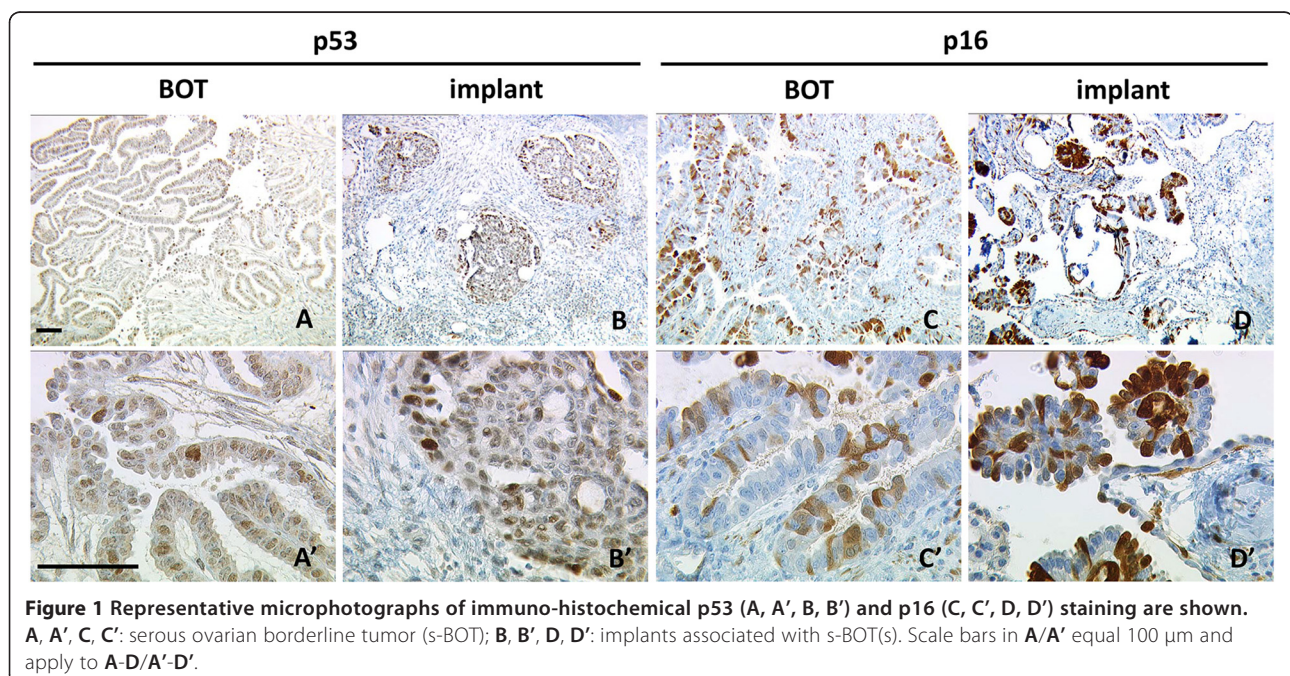 p53 p16
BOT implant BOT implant
A B C D
A′ B′ C′ D′
Figure 1 Representative microphotographs of immuno-histochemical p53 (A, A′, B, B′) and p16 (C, C′, D, D′) staining are shown.
A, A′, C, C′: serous ovarian borderline tumor (s-BOT); B, B′, D, D′: implants associated with s-BOT(s). Scale bars in A/A′ equal 100 μm and
apply to A-D/A′-D′.